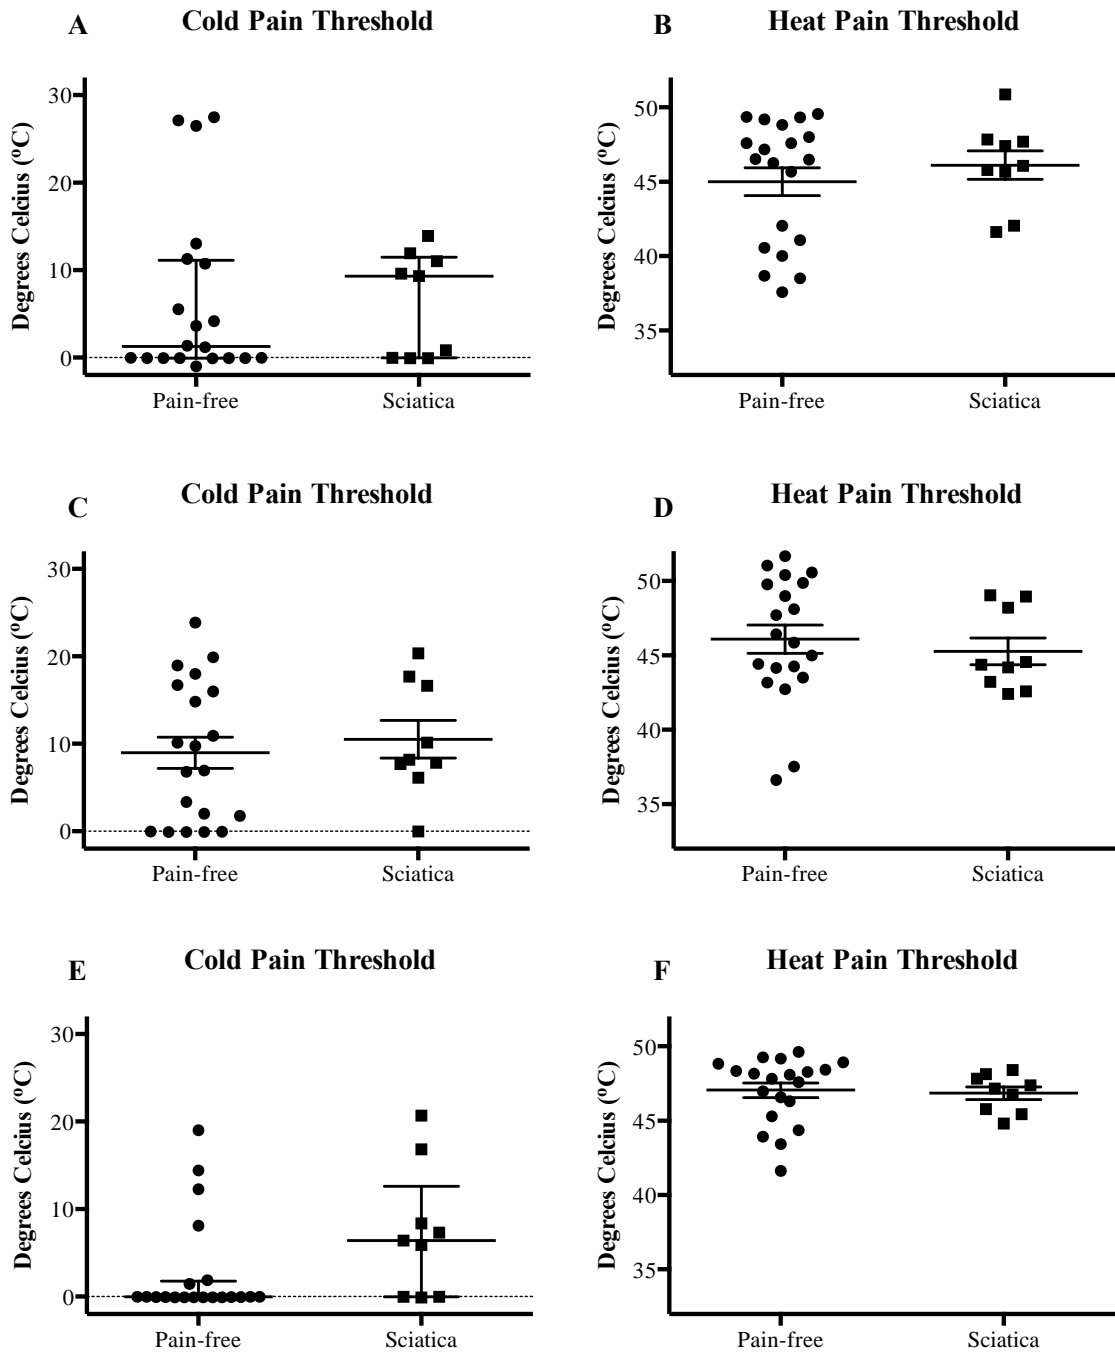 A Cold Pain Threshold
Degrees Celcius (ºC)
30
20
10
0
Pain-free Sciatica
B Heat Pain Threshold
Degrees Celcius (ºC)
50
45
40
35
Pain-free Sciatica
C Cold Pain Threshold
Degrees Celcius (ºC)
30
20
10
0
Pain-free Sciatica
D Heat Pain Threshold
Degrees Celcius (ºC)
50
45
40
35
Pain-free Sciatica
E Cold Pain Threshold
Degrees Celcius (ºC)
30
20
10
0
Pain-free Sciatica
F Heat Pain Threshold
Degrees Celcius (ºC)
50
45
40
35
Pain-free Sciatica